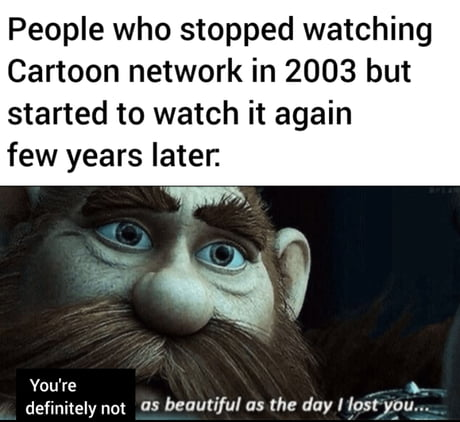 People who stopped watching
Cartoon network in 2003 but
started to watch it again
few years later:
You're
definitely not as beautiful as the day I lost you...